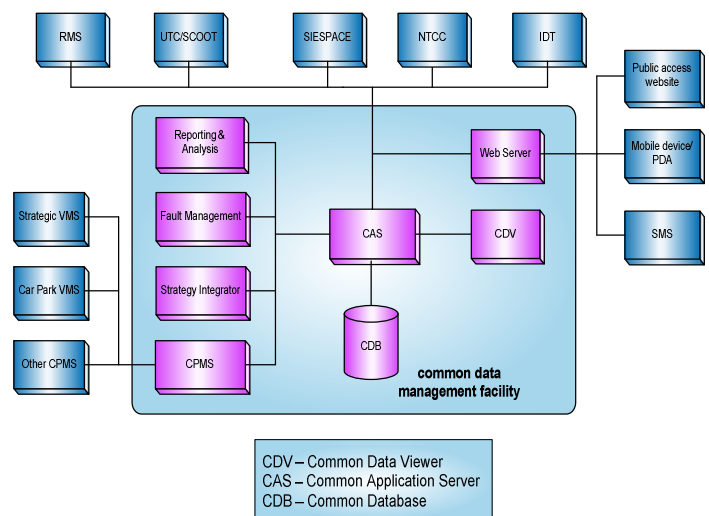 RMS
UTC/SCOOT
SIESPACE
NTCC
IDT
Public access
website
Reporting &
Analysis
Web Server
Mobile device/
PDA
Strategic VMS
Fault Management
CAS
CDV
SMS
Car Park VMS
Strategy Integrator
CDB
Other CPMS
CPMS
common data
management facility
CDV – Common Data Viewer
CAS – Common Application Server
CDB – Common Database